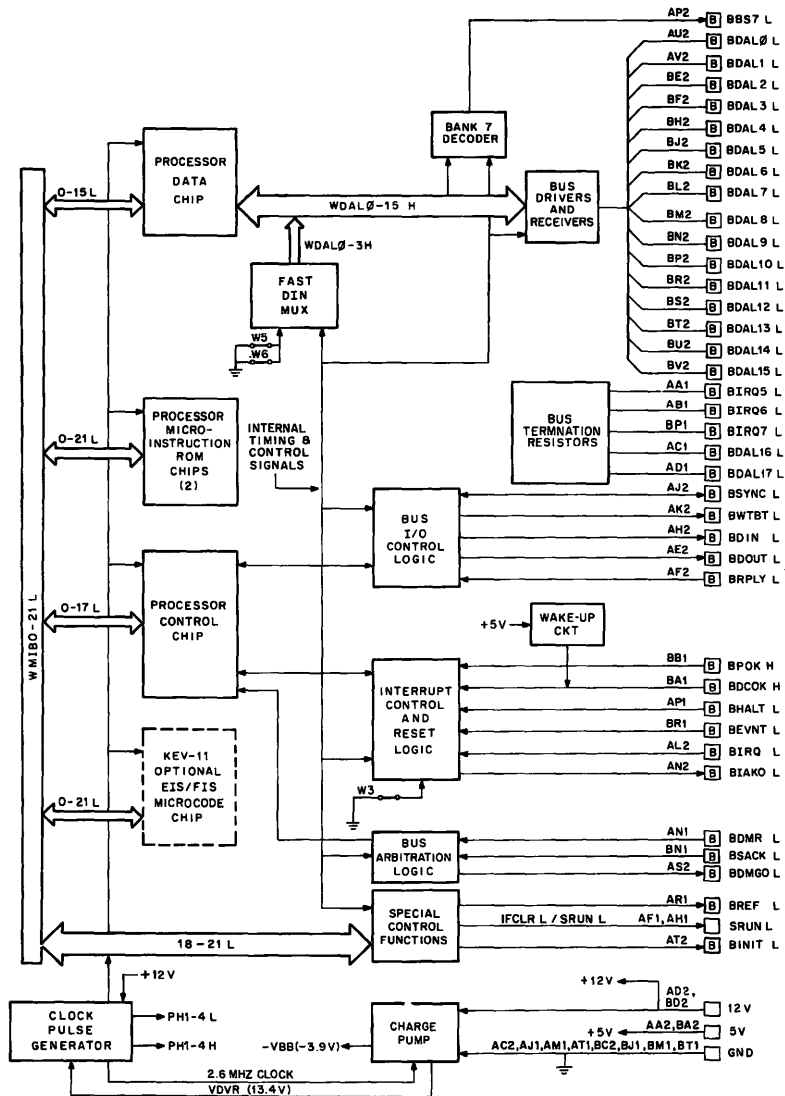 AP2 B BBS7 L
AU2 B BDALØ L
AV2 B BDAL1 L
BE2 B BDAL2 L
BF2 B BDAL3 L
BH2 B BDAL4 L
BJ2 B BDAL5 L
BK2 B BDAL6 L
BL2 B BDAL7 L
BM2 B BDAL8 L
BN2 B BDAL9 L
BP2 B BDAL10 L
BR2 B BDAL11 L
BS2 B BDAL12 L
BT2 B BDAL13 L
BU2 B BDAL14 L
BV2 B BDAL15 L
BANK 7
DECODER
PROCESSOR
DATA
CHIP
0-15 L
WDALØ-15 H
BUS
DRIVERS
AND
RECEIVERS
WDALØ-3H
FAST
DIN
MUX
W5
W6
AA1 B BIRQ5 L
AB1 B BIRQ6 L
BP1 B BIRQ7 L
AC1 B BDAL16 L
AD1 B BDAL17 L
BUS
TERMNATION
RESISTORS
PROCESSOR
MICRO-
INSTRUCTION
ROM
CHIPS
(2)
0-21 L
INTERNAL
TIMING &
CONTROL
SIGNALS
BUS
I/O
CONTROL
LOGIC
AJ2 B BSYNC L
AK2 B BWTBT L
AH2 B BDIN L
AE2 B BDOUT L
AF2 B BRPLY L
WMIBO-21 L
0-17 L
PROCESSOR
CONTROL
CHIP
+5V
WAKE-UP
CKT
INTERRUPT
CONTROL
AND
RESET
LOGIC
BB1 B BPOK H
BA1 B BDCOK H
AP1 B BHALT L
BR1 B BEVNT L
AL2 B BIRQ L
AN2 B BIAKO L
W3
KEV-11
OPTIONAL
EIS/FIS
MICROCODE
CHIP
0-21 L
BUS
ARBITRATION
LOGIC
AN1 B BDMR L
BN1 B BSACK L
AS2 B BDMGO L
18-21 L
SPECIAL
CONTROL
FUNCTIONS
AR1 B BREF L
IFCLR L / SRUN L AF1, AH1 SRUN L
AT2 B BINIT L
+12V
CLOCK
PULSE
GENERATOR
PH1-4 L
PH1-4 H
-VBB(-3.9V)
CHARGE
PUMP
+12V AD2, BD2 12V
+5V AA2, BA2 5V
AC2, AJ1, AM1, AT1, BC2, BJ1, BM1, BT1 GND
2.6 MHZ CLOCK
VDVR (13.4V)